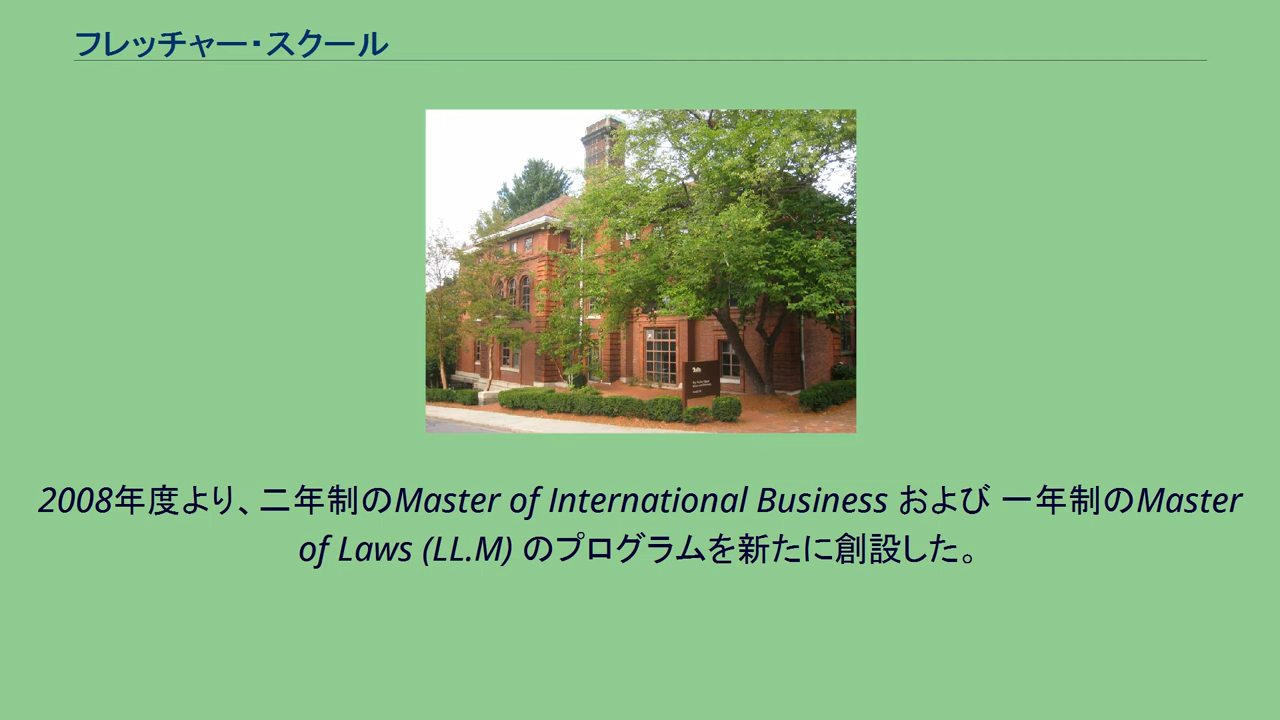 フレッチャー・スクール
2008年度より、二年制のMaster of International Business および 一年制のMaster
of Laws (LL.M) のプログラムを新たに創設した。